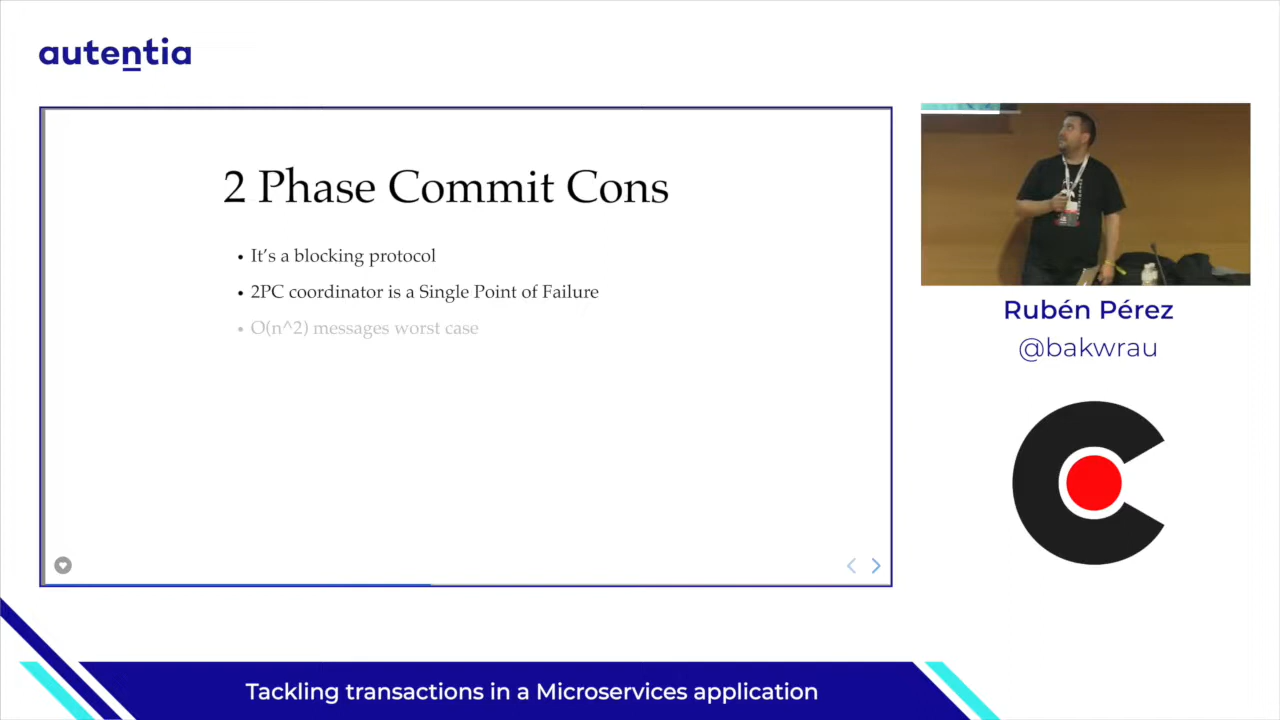 autentia
2 Phase Commit Cons
• It's a blocking protocol
• 2PC coordinator is a Single Point of Failure
• O(n^2) messages worst case
Rubén Pérez
@bakwrau
Tackling transactions in a Microservices application